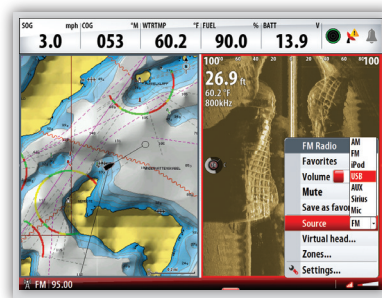 SOG mph COG °M WTRTMP °F FUEL % BATT V
3.0 053 60.2 90.0 13.9
100
26.9 ft
60.2 °F
800kHz
FM Radio
Favorites
Volume
Mute
Save as favo
Source FM
Virtual head...
Zones...
Settings...
AM
FM
iPod
USB
AUX
Sirius
Mic
FM 95.00